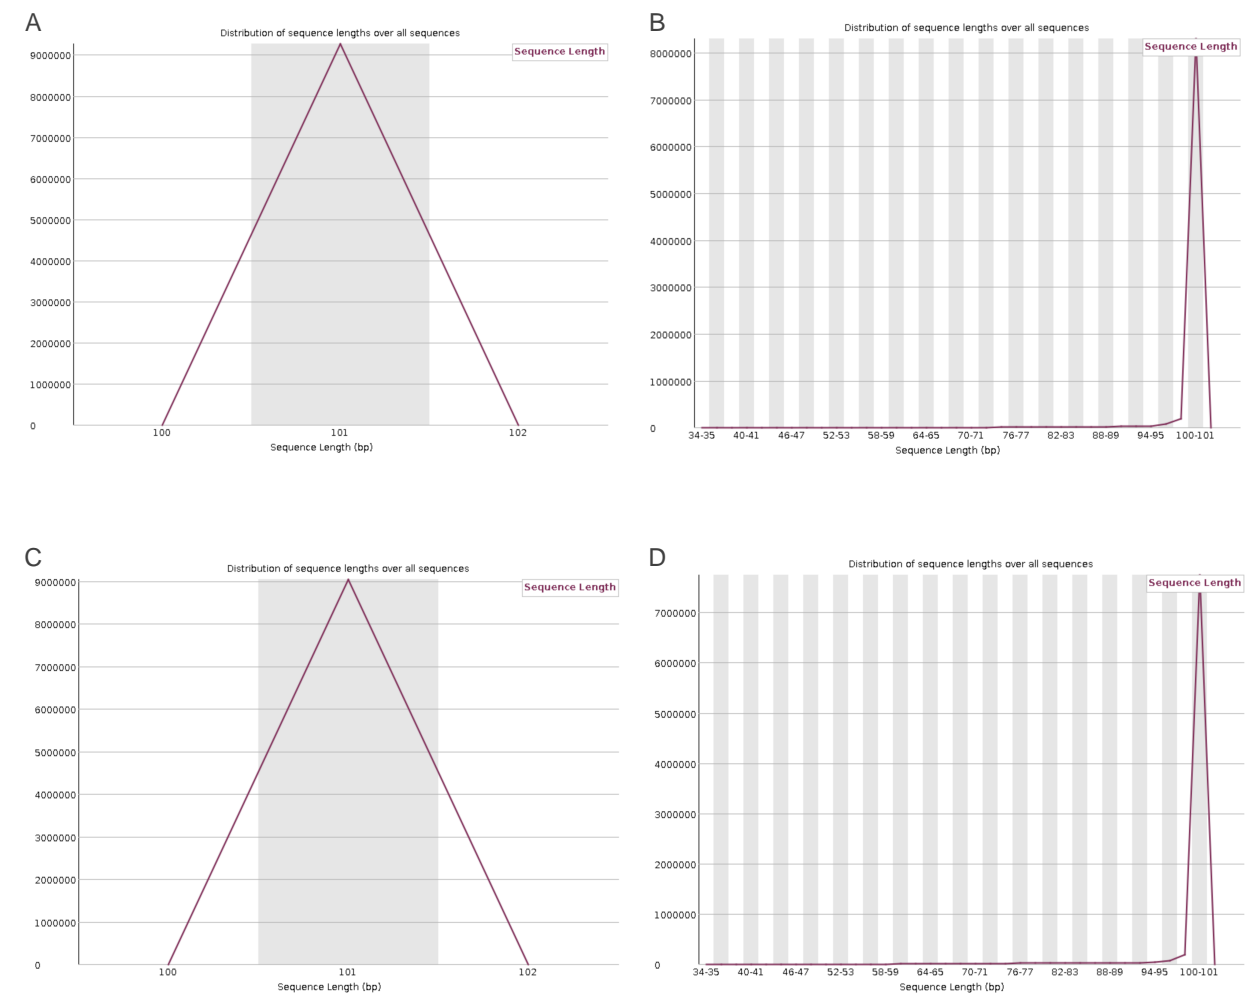 A
Distribution of sequence lengths over all sequences
Sequence Length
9000000
8000000
7000000
6000000
5000000
4000000
3000000
2000000
1000000
0
100 101 102
Sequence Length (bp)
B
Distribution of sequence lengths over all sequences
Sequence Length
8000000
7000000
6000000
5000000
4000000
3000000
2000000
1000000
0
34-35 40-41 46-47 52-53 58-59 64-65 70-71 76-77 82-83 88-89 94-95 100-101
Sequence Length (bp)
C
Distribution of sequence lengths over all sequences
Sequence Length
9000000
8000000
7000000
6000000
5000000
4000000
3000000
2000000
1000000
0
100 101 102
Sequence Length (bp)
D
Distribution of sequence lengths over all sequences
Sequence Length
7000000
6000000
5000000
4000000
3000000
2000000
1000000
0
34-35 40-41 46-47 52-53 58-59 64-65 70-71 76-77 82-83 88-89 94-95 100-101
Sequence Length (bp)